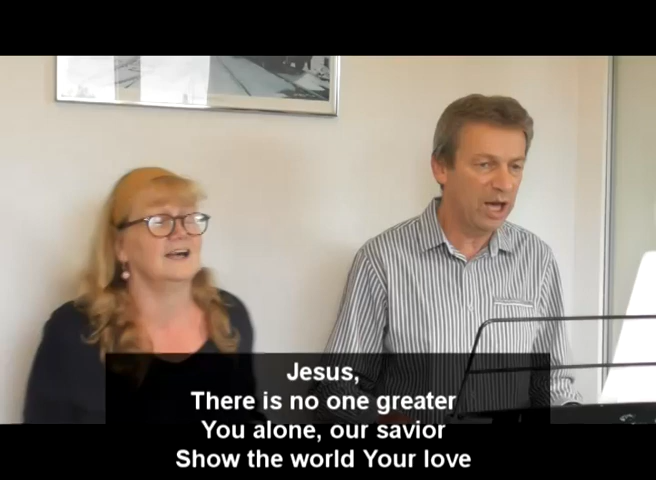 Jesus,
There is no one greater
You alone, our savior
Show the world Your love